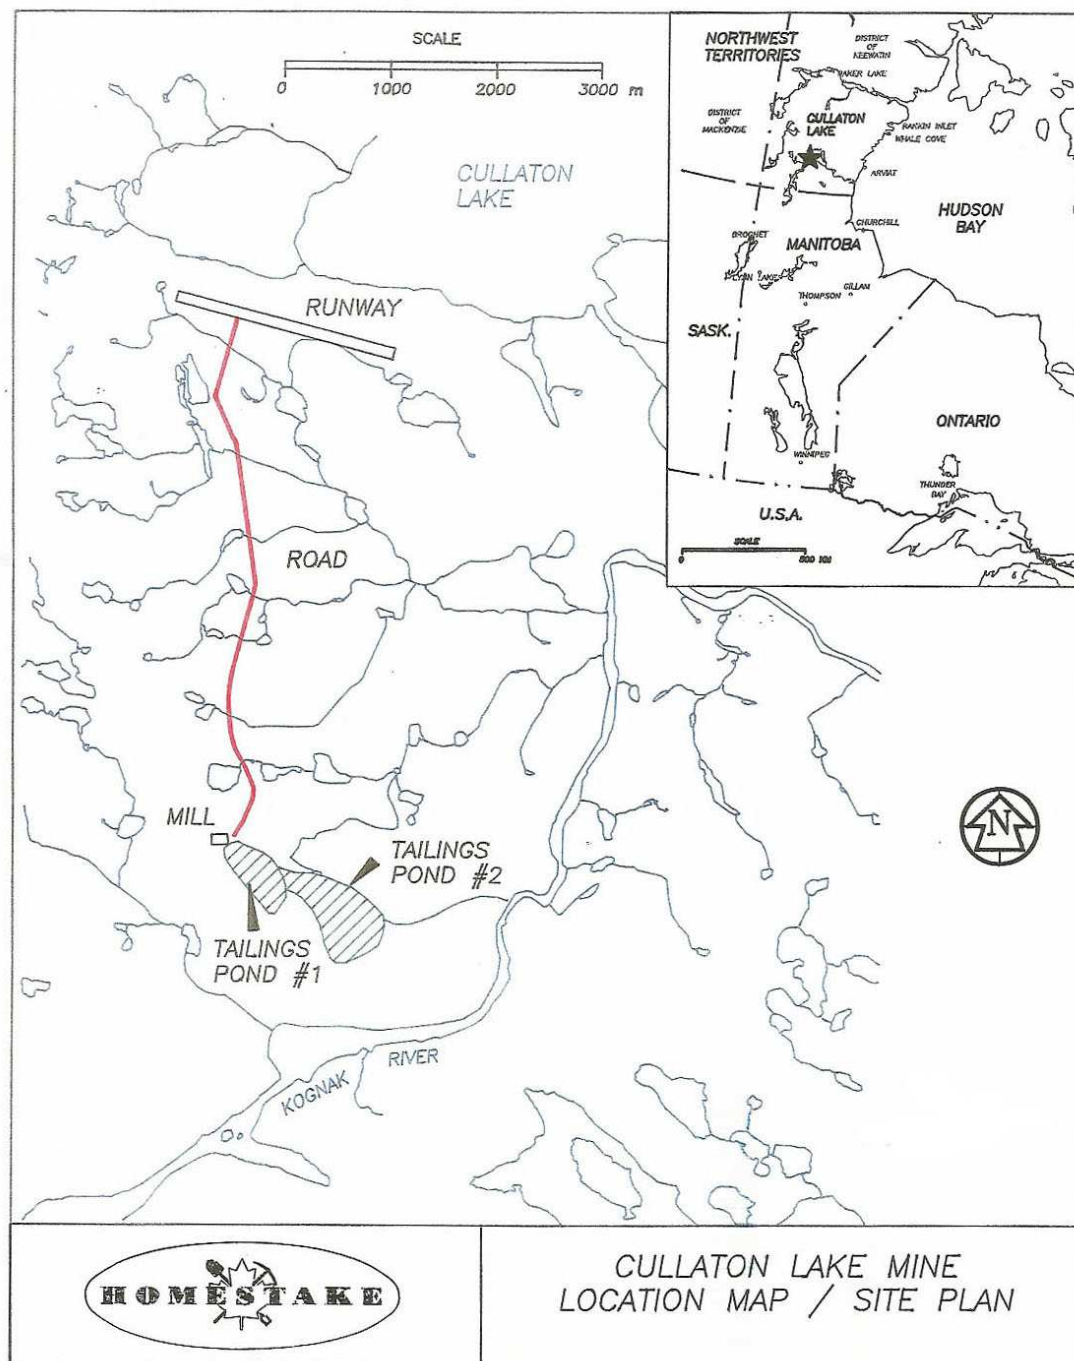 SCALE
0 1000 2000 3000 m
CULLATON
LAKE
RUNWAY
ROAD
MILL
TAILINGS
POND #2
TAILINGS
POND #1
KOGNAK
RIVER
N
NORTHWEST
TERRITORIES
DISTRICT
OF
KEEWATIN
BAKER LAKE
DISTRICT
OF
MACKENZIE
CULLATON
LAKE
RANKIN INLET
WHALE COVE
ARVIAT
HUDSON
BAY
CHURCHILL
BROCHET
MANITOBA
LYNN LAKE
GILLAM
THOMPSON
SASK.
ONTARIO
WINNIPEG
THUNDER
BAY
U.S.A.
SCALE
0
HOMESTAKE
CULLATON LAKE MINE
LOCATION MAP / SITE PLAN